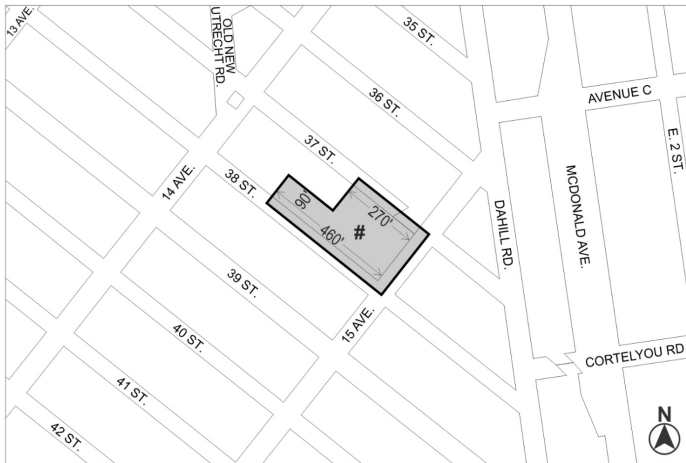 13 AVE.
OLD NEW
UTRECHT RD.
35 ST.
36 ST.
AVENUE C
E. 2 ST.
37 ST.
14 AVE.
38 ST.
90'
270'
460'
#
DAHILL RD.
MCDONALD AVE.
39 ST.
15 AVE.
40 ST.
CORTELYOU RD
41 ST.
42 ST.
N